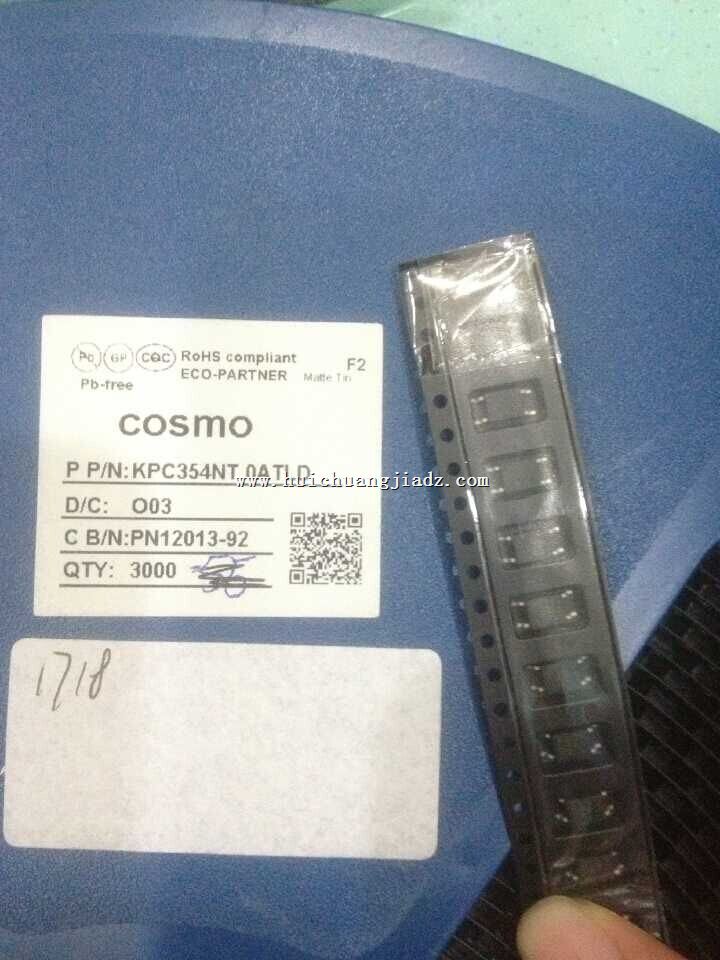 Pb GP CQC RoHS compliant F2
Pb-free ECO-PARTNER Matte Tin
cosmo
P P/N: KPC354NT 0ATLD
www.huichuangjiadz.com
D/C: O03
C B/N: PN12013-92
QTY: 3000
1718